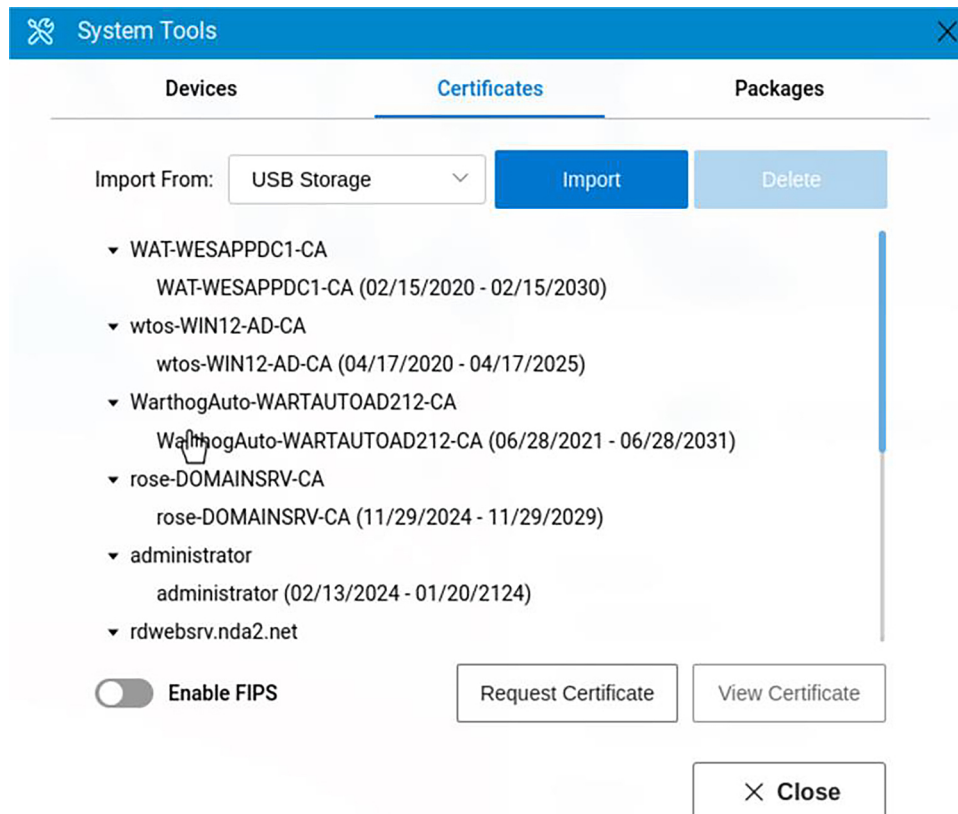 System Tools
Devices Certificates Packages
Import From: USB Storage Import Delete
WAT-WESAPPDC1-CA
WAT-WESAPPDC1-CA (02/15/2020 - 02/15/2030)
wtos-WIN12-AD-CA
wtos-WIN12-AD-CA (04/17/2020 - 04/17/2025)
WarthogAuto-WARTAUTOAD212-CA
WarthogAuto-WARTAUTOAD212-CA (06/28/2021 - 06/28/2031)
rose-DOMAINSRV-CA
rose-DOMAINSRV-CA (11/29/2024 - 11/29/2029)
administrator
administrator (02/13/2024 - 01/20/2124)
rdwebsrv.nda2.net
Enable FIPS Request Certificate View Certificate
Close